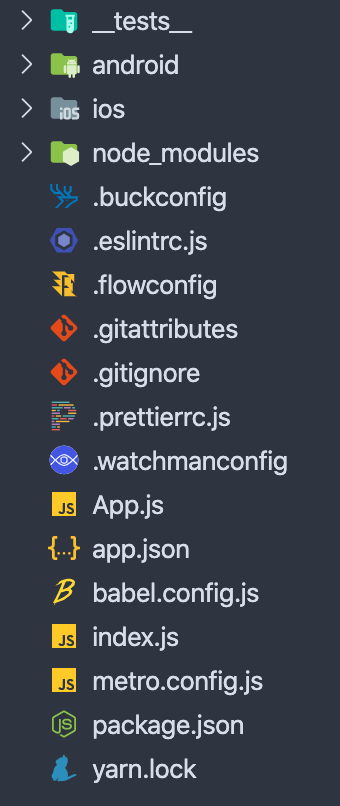 __tests__
android
ios
node_modules
.buckconfig
.eslintrc.js
.flowconfig
.gitattributes
.gitignore
.prettierrc.js
.watchmanconfig
App.js
app.json
babel.config.js
index.js
metro.config.js
package.json
yarn.lock